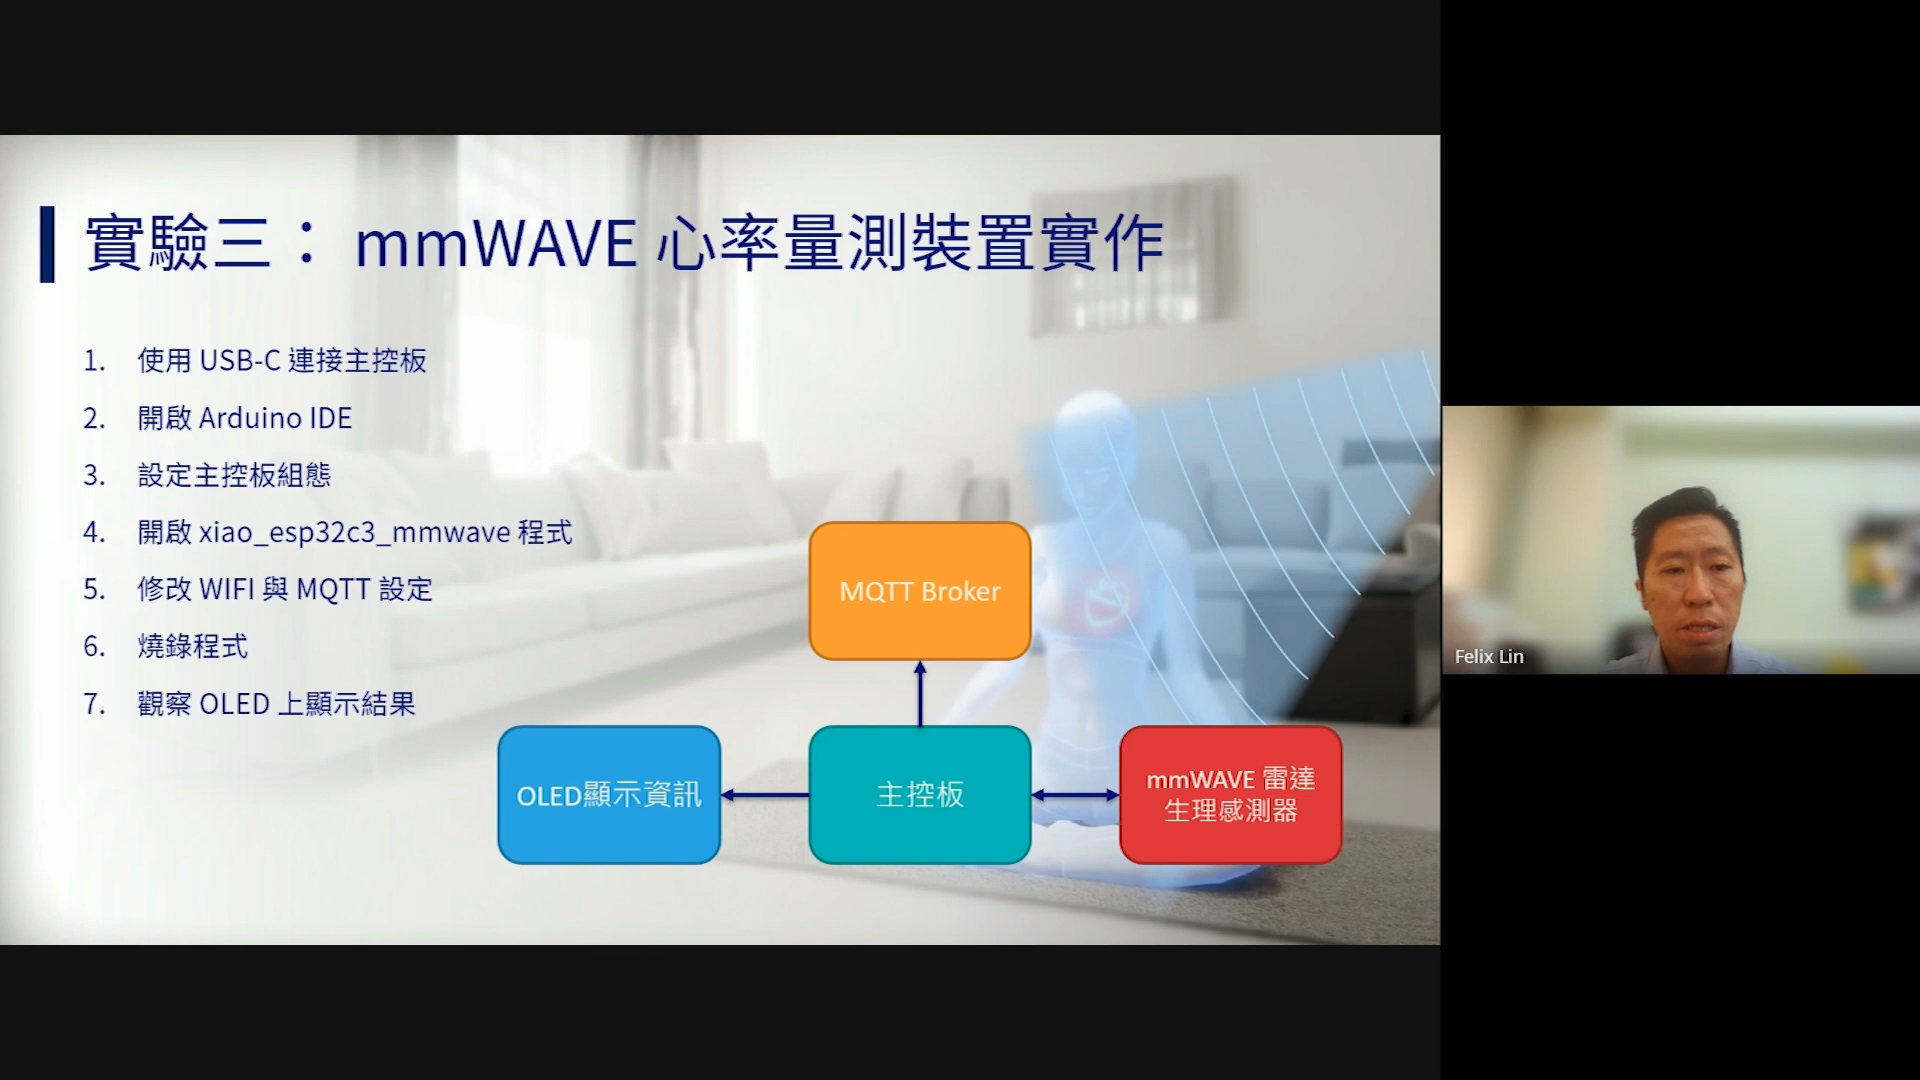 實驗三： mmWAVE 心率量測裝置實作
1. 使用 USB-C 連接主控板
2. 開啟 Arduino IDE
3. 設定主控板組態
4. 開啟 xiao_esp32c3_mmwave 程式
5. 修改 WIFI 與 MQTT 設定
6. 燒錄程式
7. 觀察 OLED 上顯示結果
MQTT Broker
OLED顯示資訊
主控板
mmWAVE 雷達
生理感測器
Felix Lin